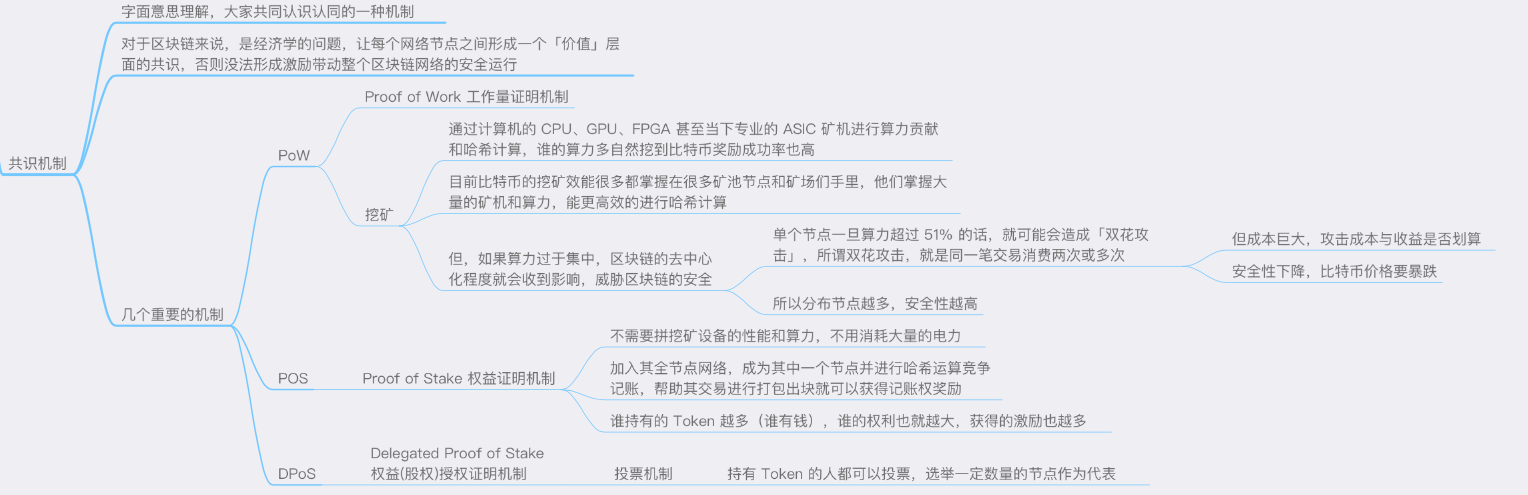 字面意思理解，大家共同认识认同的一种机制
对于区块链来说，是经济学的问题，让每个网络节点之间形成一个「价值」层
面的共识，否则没法形成激励带动整个区块链网络的安全运行
共识机制
几个重要的机制
PoW
Proof of Work 工作量证明机制
挖矿
通过计算机的 CPU、GPU、FPGA 甚至当下专业的 ASIC 矿机进行算力贡献
和哈希计算，谁的算力多自然挖到比特币奖励成功率也高
目前比特币的挖矿效能很多都掌握在很多矿池节点和矿场们手里，他们掌握大
量的矿机和算力，能更高效的进行哈希计算
但，如果算力过于集中，区块链的去中心
化程度就会收到影响，威胁区块链的安全
单个节点一旦算力超过 51% 的话，就可能会造成「双花攻
击」，所谓双花攻击，就是同一笔交易消费两次或多次
但成本巨大，攻击成本与收益是否划算
安全性下降，比特币价格要暴跌
所以分布节点越多，安全性越高
POS
Proof of Stake 权益证明机制
不需要拼挖矿设备的性能和算力，不用消耗大量的电力
加入其全节点网络，成为其中一个节点并进行哈希运算竞争
记账，帮助其交易进行打包出块就可以获得记账权奖励
谁持有的 Token 越多（谁有钱），谁的权利也就越大，获得的激励也越多
DPoS
Delegated Proof of Stake
权益(股权)授权证明机制
投票机制
持有 Token 的人都可以投票，选举一定数量的节点作为代表